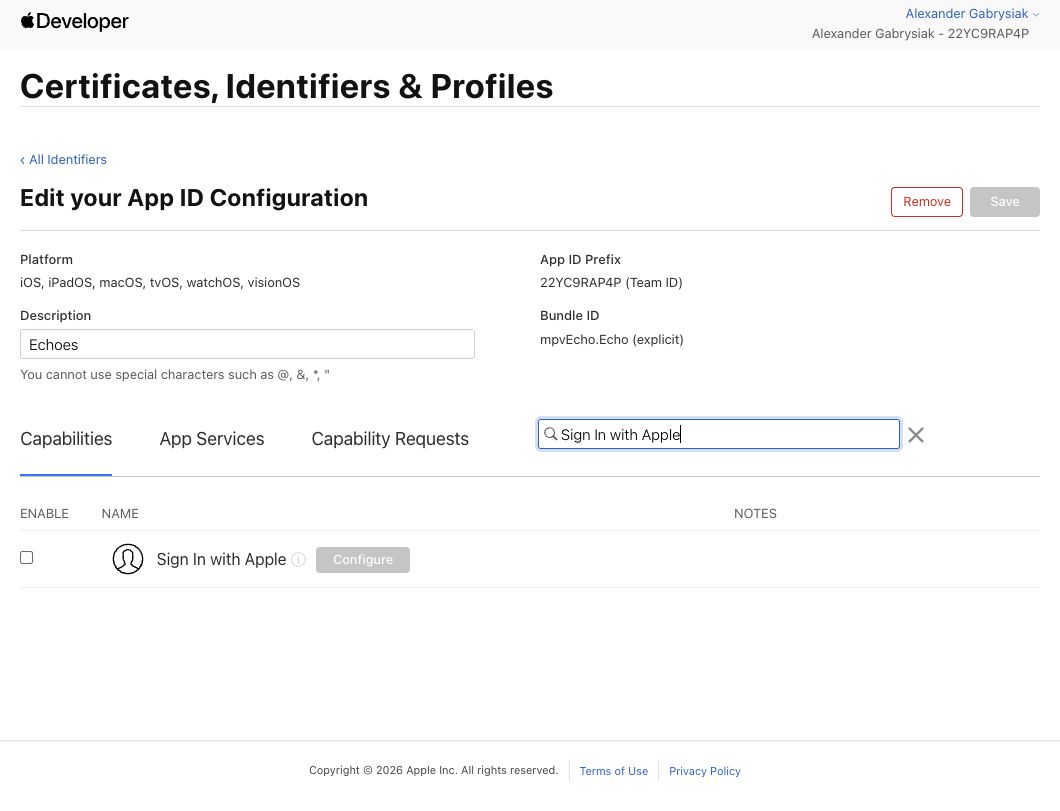 Developer
Alexander Gabrysiak
Alexander Gabrysiak - 22YC9RAP4P
Certificates, Identifiers & Profiles
‹ All Identifiers
Edit your App ID Configuration
Remove
Save
Platform
iOS, iPadOS, macOS, tvOS, watchOS, visionOS
App ID Prefix
22YC9RAP4P (Team ID)
Description
Echoes
You cannot use special characters such as @, &, *, "
Bundle ID
mpvEcho.Echo (explicit)
Capabilities
App Services
Capability Requests
Sign In with Apple
ENABLE
NAME
NOTES
Sign In with Apple
Configure
Copyright © 2026 Apple Inc. All rights reserved.
Terms of Use
Privacy Policy